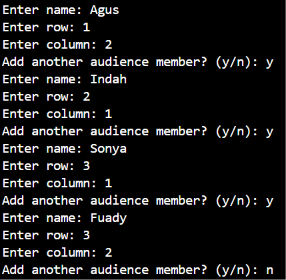 Enter name: Agus
Enter row: 1
Enter column: 2
Add another audience member? (y/n): y
Enter name: Indah
Enter row: 2
Enter column: 1
Add another audience member? (y/n): y
Enter name: Sonya
Enter row: 3
Enter column: 1
Add another audience member? (y/n): y
Enter name: Fuady
Enter row: 3
Enter column: 2
Add another audience member? (y/n): n